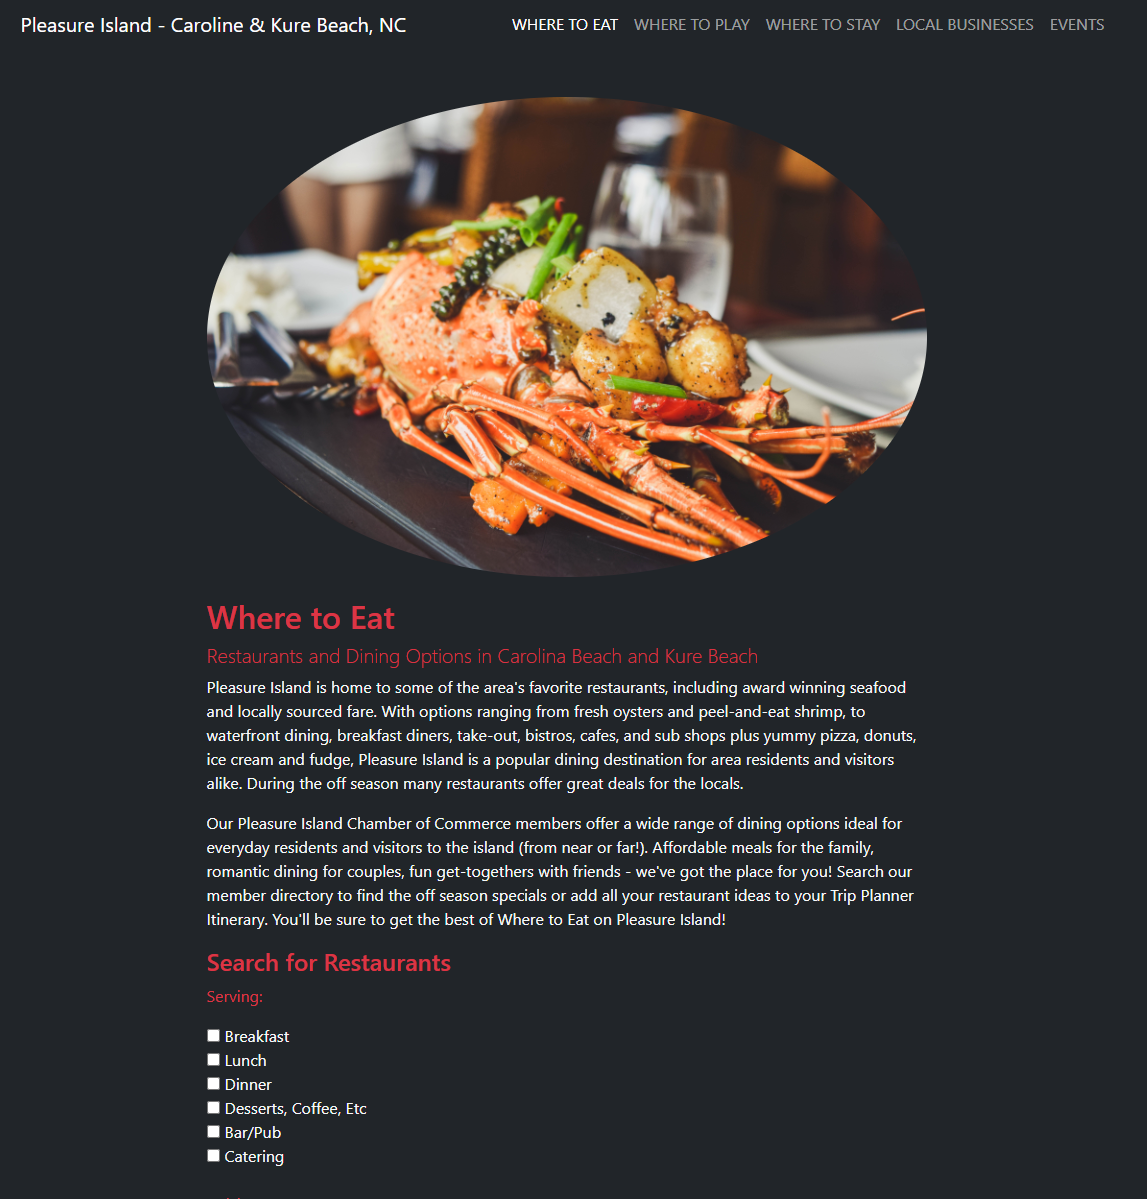 Pleasure Island - Caroline & Kure Beach, NC
WHERE TO EAT WHERE TO PLAY WHERE TO STAY LOCAL BUSINESSES EVENTS
Where to Eat
Restaurants and Dining Options in Carolina Beach and Kure Beach
Pleasure Island is home to some of the area's favorite restaurants, including award winning seafood
and locally sourced fare. With options ranging from fresh oysters and peel-and-eat shrimp, to
waterfront dining, breakfast diners, take-out, bistros, cafes, and sub shops plus yummy pizza, donuts,
ice cream and fudge, Pleasure Island is a popular dining destination for area residents and visitors
alike. During the off season many restaurants offer great deals for the locals.
Our Pleasure Island Chamber of Commerce members offer a wide range of dining options ideal for
everyday residents and visitors to the island (from near or far!). Affordable meals for the family,
romantic dining for couples, fun get-togethers with friends - we've got the place for you! Search our
member directory to find the off season specials or add all your restaurant ideas to your Trip Planner
Itinerary. You'll be sure to get the best of Where to Eat on Pleasure Island!
Search for Restaurants
Serving:
Breakfast
Lunch
Dinner
Desserts, Coffee, Etc
Bar/Pub
Catering